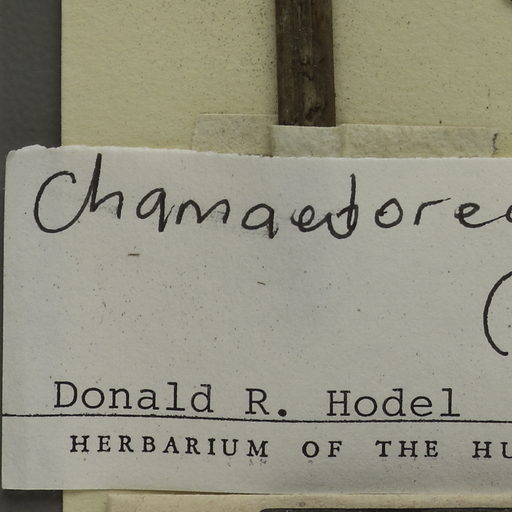 Chamaedorea
(
Donald R. Hodel
HERBARIUM OF THE HU